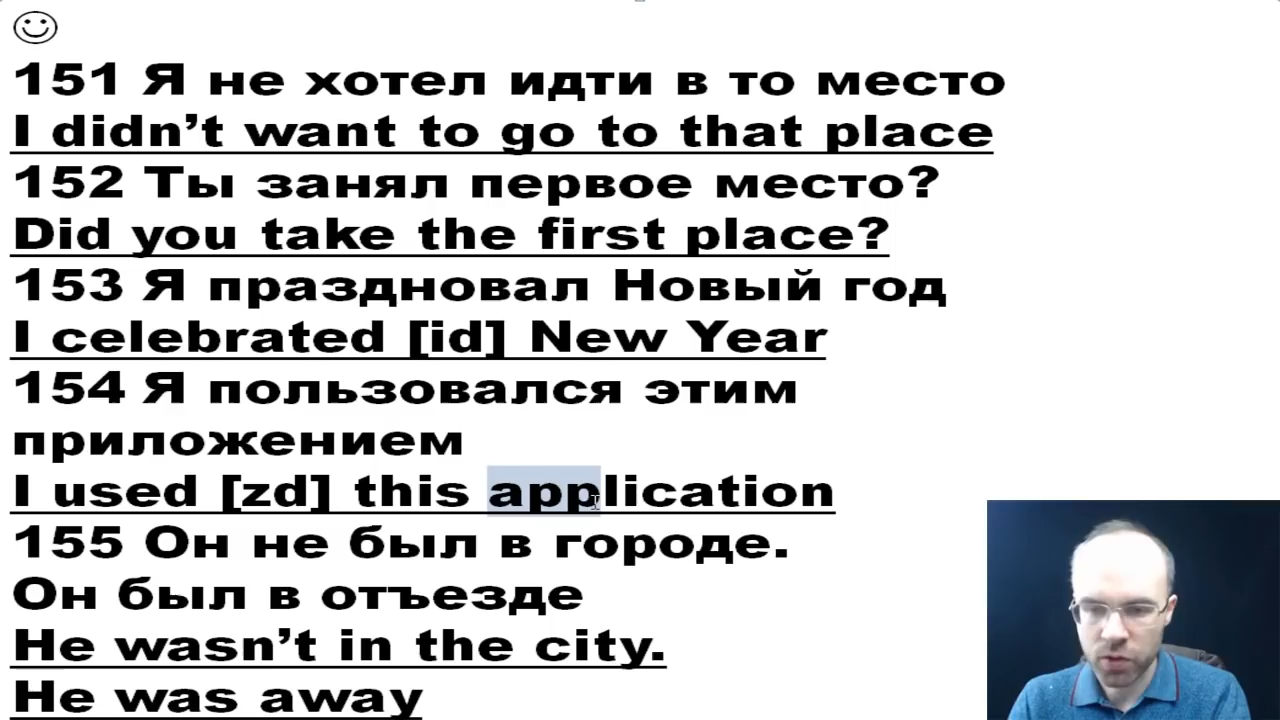 151 Я не хотел идти в то место
I didn’t want to go to that place
152 Ты занял первое место?
Did you take the first place?
153 Я праздновал Новый год
I celebrated [id] New Year
154 Я пользовался этим
приложением
I used [zd] this application
155 Он не был в городе.
Он был в отъезде
He wasn’t in the city.
He was away